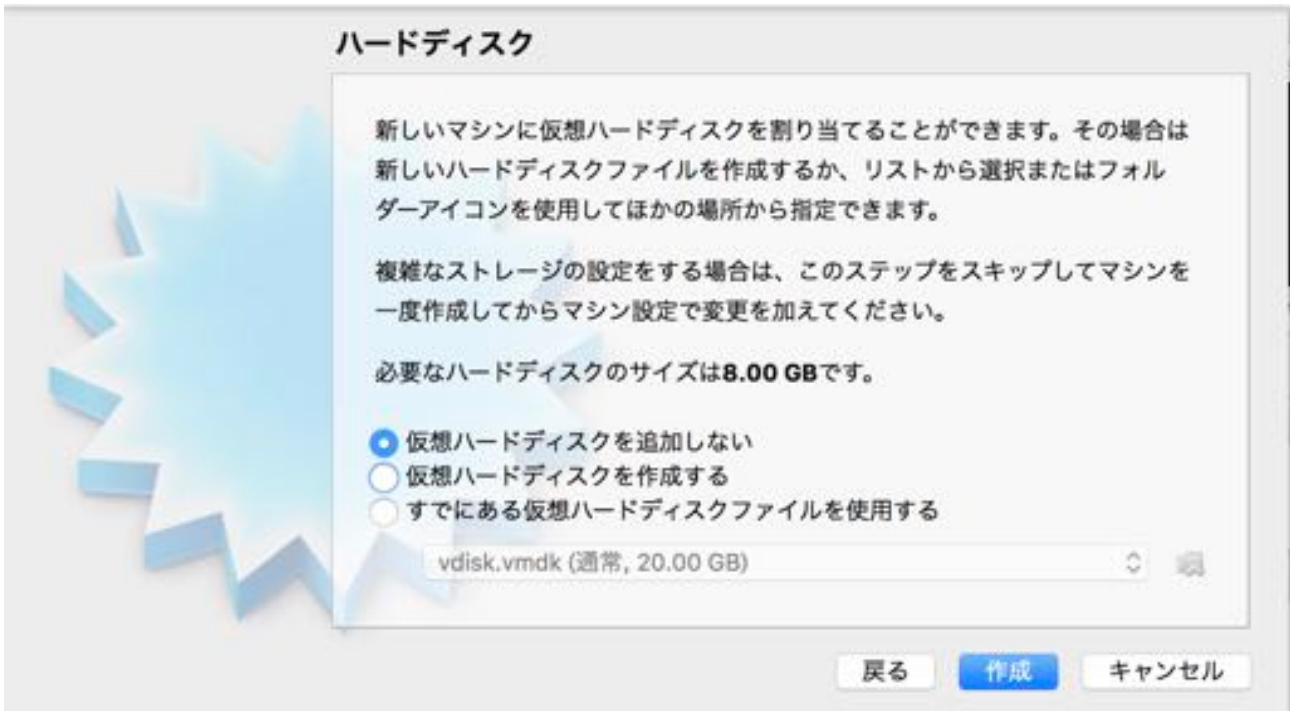 ハードディスク
新しいマシンに仮想ハードディスクを割り当てることができます。その場合は
新しいハードディスクファイルを作成するか、リストから選択またはフォル
ダーアイコンを使用してほかの場所から指定できます。
複雑なストレージの設定をする場合は、このステップをスキップしてマシンを
一度作成してからマシン設定で変更を加えてください。
必要なハードディスクのサイズは8.00 GBです。
仮想ハードディスクを追加しない
仮想ハードディスクを作成する
すでにある仮想ハードディスクファイルを使用する
vdisk.vmdk (通常, 20.00 GB)
戻る 作成 キャンセル